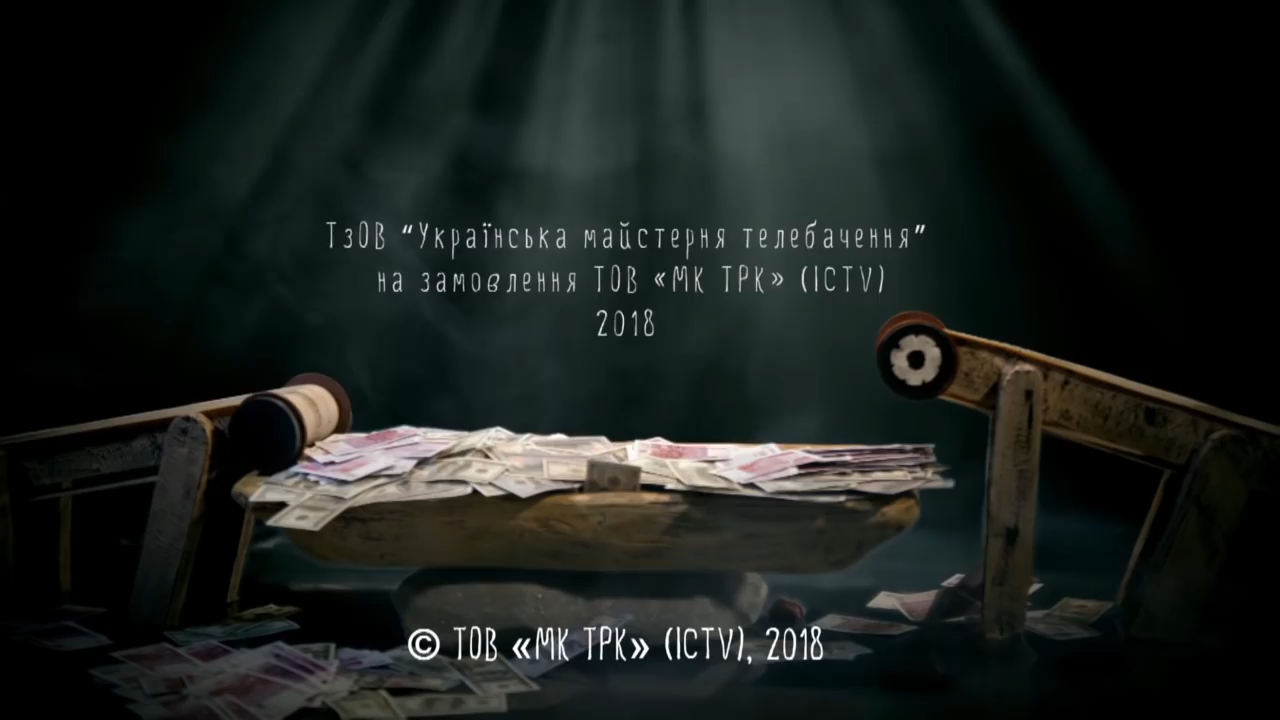 ТзОВ “Українська майстерня телебачення”
на замовлення ТОВ «МК ТРК» (ICTV)
2018
© ТОВ «МК ТРК» (ICTV), 2018